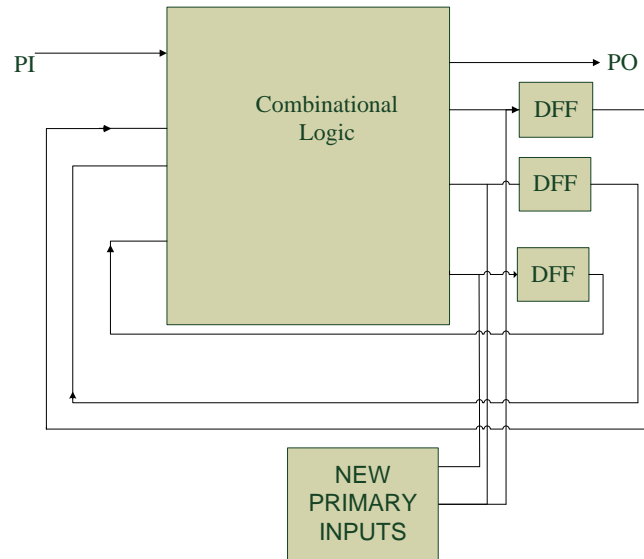 PI
Combinational
Logic
PO
DFF
DFF
DFF
NEW
PRIMARY
INPUTS